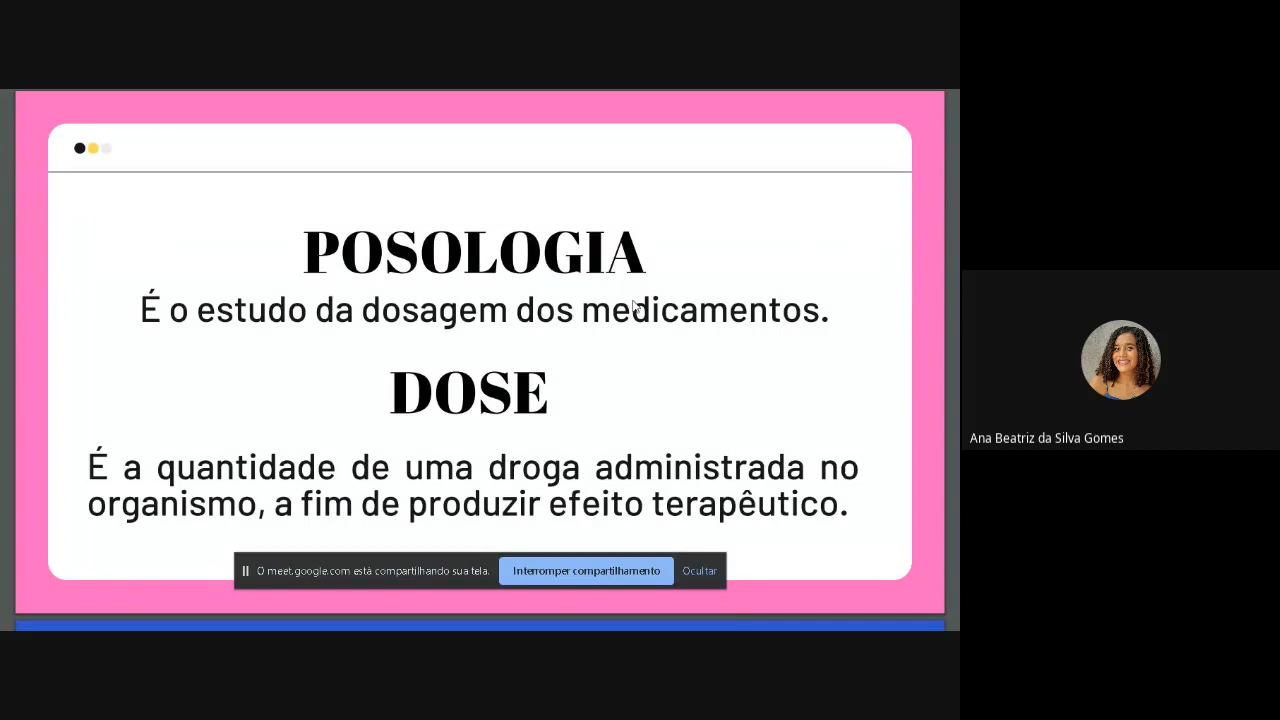 POSOLOGIA
É o estudo da dosagem dos medicamentos.
DOSE
É a quantidade de uma droga administrada no
organismo, a fim de produzir efeito terapêutico.
O meet.google.com está compartilhando sua tela. Interromper compartilhamento Ocultar
Ana Beatriz da Silva Gomes